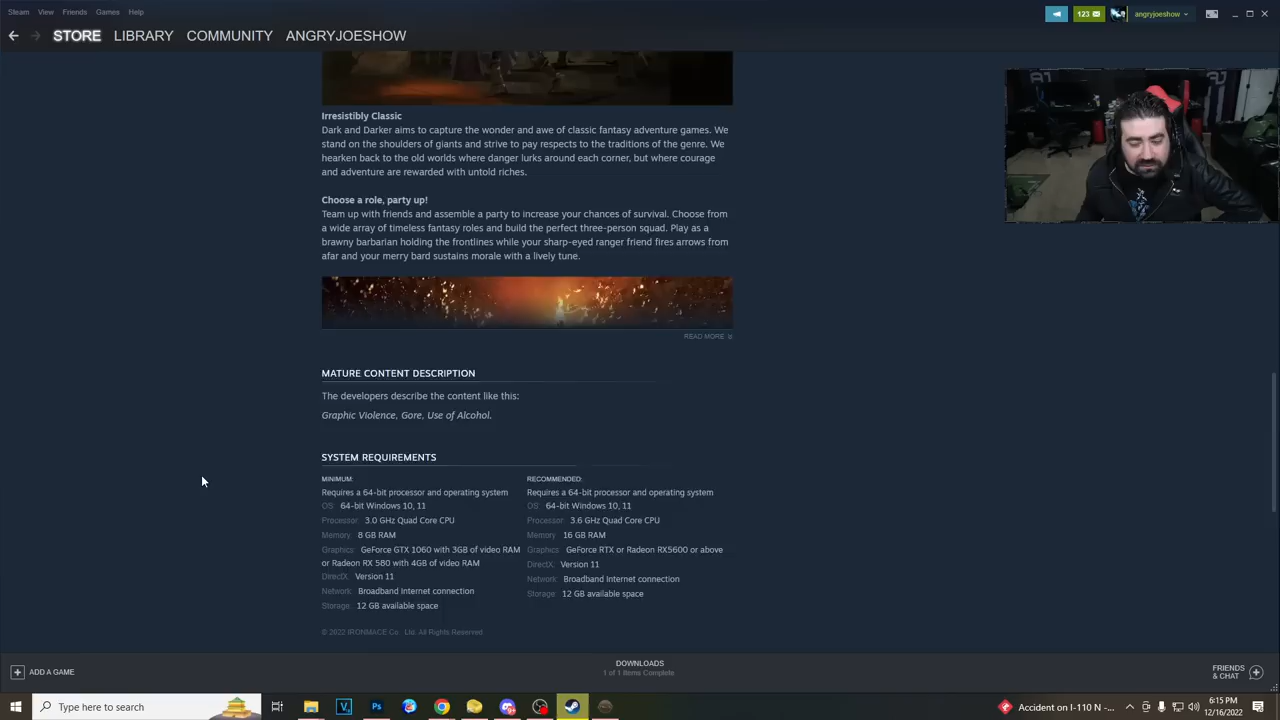 Steam View Friends Games Help
123
angryjoeshow
STORE LIBRARY COMMUNITY ANGRYJOESHOW
Irresistibly Classic
Dark and Darker aims to capture the wonder and awe of classic fantasy adventure games. We
stand on the shoulders of giants and strive to pay respects to the traditions of the genre. We
hearken back to the old worlds where danger lurks around each corner, but where courage
and adventure are rewarded with untold riches.
Choose a role, party up!
Team up with friends and assemble a party to increase your chances of survival. Choose from
a wide array of timeless fantasy roles and build the perfect three-person squad. Play as a
brawny barbarian holding the frontlines while your sharp-eyed ranger friend fires arrows from
afar and your merry bard sustains morale with a lively tune.
READ MORE
MATURE CONTENT DESCRIPTION
The developers describe the content like this:
Graphic Violence, Gore, Use of Alcohol.
SYSTEM REQUIREMENTS
MINIMUM:
Requires a 64-bit processor and operating system
OS: 64-bit Windows 10, 11
Processor: 3.0 GHz Quad Core CPU
Memory: 8 GB RAM
Graphics: GeForce GTX 1060 with 3GB of video RAM
or Radeon RX 580 with 4GB of video RAM
DirectX: Version 11
Network: Broadband Internet connection
Storage: 12 GB available space
RECOMMENDED:
Requires a 64-bit processor and operating system
OS: 64-bit Windows 10, 11
Processor: 3.6 GHz Quad Core CPU
Memory: 16 GB RAM
Graphics: GeForce RTX or Radeon RX5600 or above
DirectX: Version 11
Network: Broadband Internet connection
Storage: 12 GB available space
© 2022 IRONMACE Co., Ltd. All Rights Reserved
ADD A GAME
DOWNLOADS
1 of 1 Items Complete
FRIENDS
& CHAT
Type here to search
Accident on I-110 N...
6:15 PM
12/16/2022